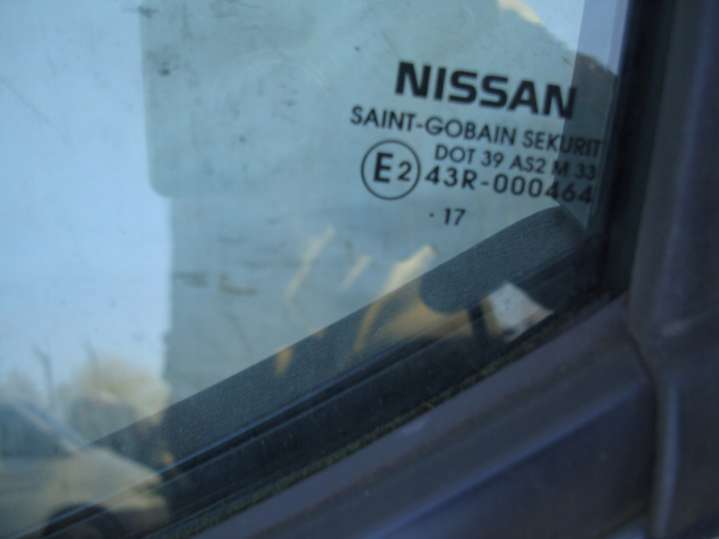 NISSAN
SAINT-GOBAIN SEKURIT
DOT 39 AS2 M 33
E2 43R-000464
·17